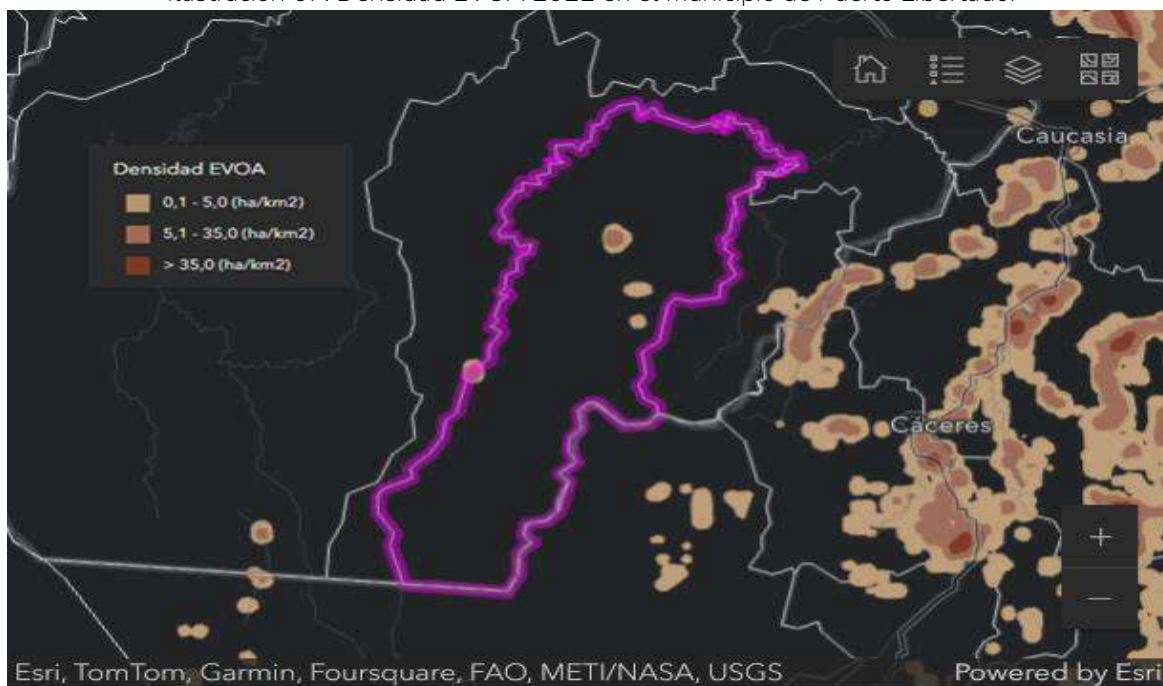 Densidad EVOA
0,1 - 5,0 (ha/km2)
5,1 - 35,0 (ha/km2)
> 35,0 (ha/km2)
Caucasia
Cáceres
+
−
Esri, TomTom, Garmin, Foursquare, FAO, METI/NASA, USGS
Powered by Esri